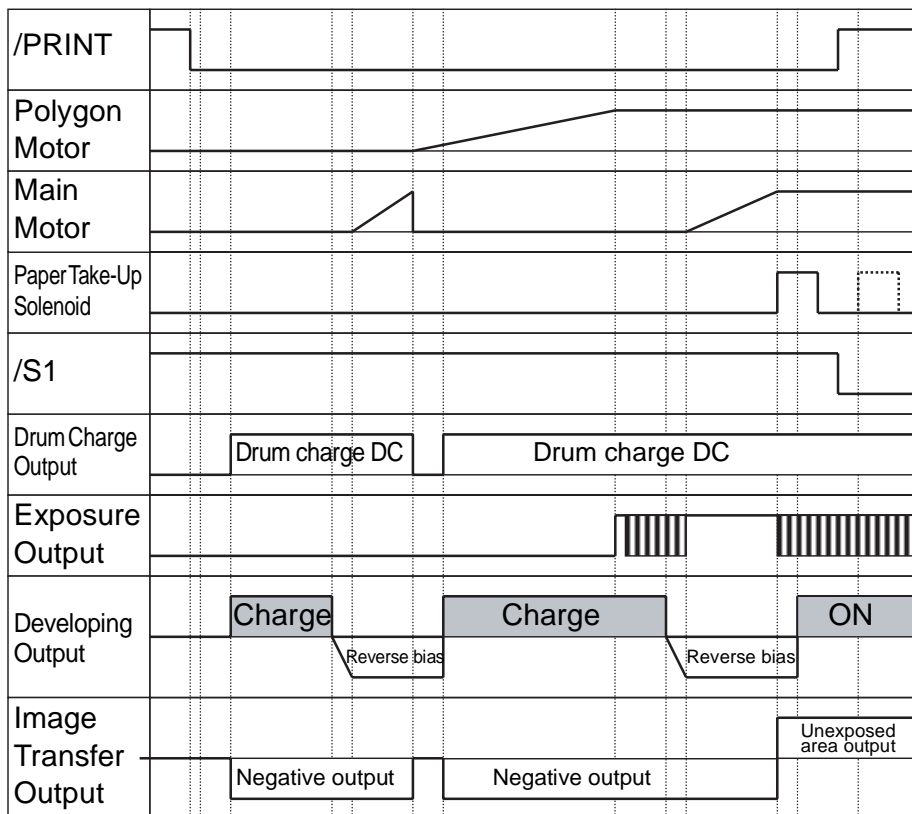 /PRINT
Polygon
Motor
Main
Motor
Paper Take-Up
Solenoid
/S1
Drum Charge
Output
Drum charge DC
Drum charge DC
Exposure
Output
Developing
Output
Charge
Reverse bias
Charge
Reverse bias
ON
Image
Transfer
Output
Negative output
Negative output
Unexposed
area output